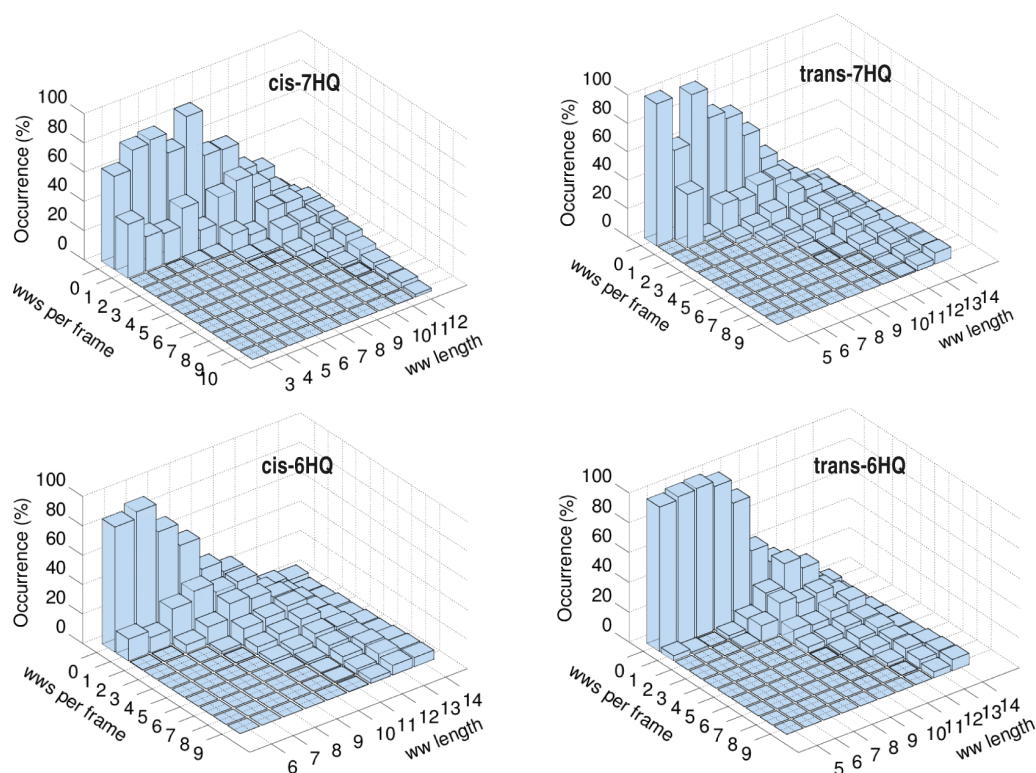 cis-7HQ
Occurrence (%)
100
80
60
40
20
0
0 1 2 3 4 5 6 7 8 9 10
wws per frame
3 4 5 6 7 8 9 10 11 12
ww length
trans-7HQ
Occurrence (%)
100
80
60
40
20
0
0 1 2 3 4 5 6 7 8 9
wws per frame
5 6 7 8 9 10 11 12 13 14
ww length
cis-6HQ
Occurrence (%)
100
80
60
40
20
0
0 1 2 3 4 5 6 7 8 9
wws per frame
6 7 8 9 10 11 12 13 14
ww length
trans-6HQ
Occurrence (%)
100
80
60
40
20
0
0 1 2 3 4 5 6 7 8 9
wws per frame
5 6 7 8 9 10 11 12 13 14
ww length